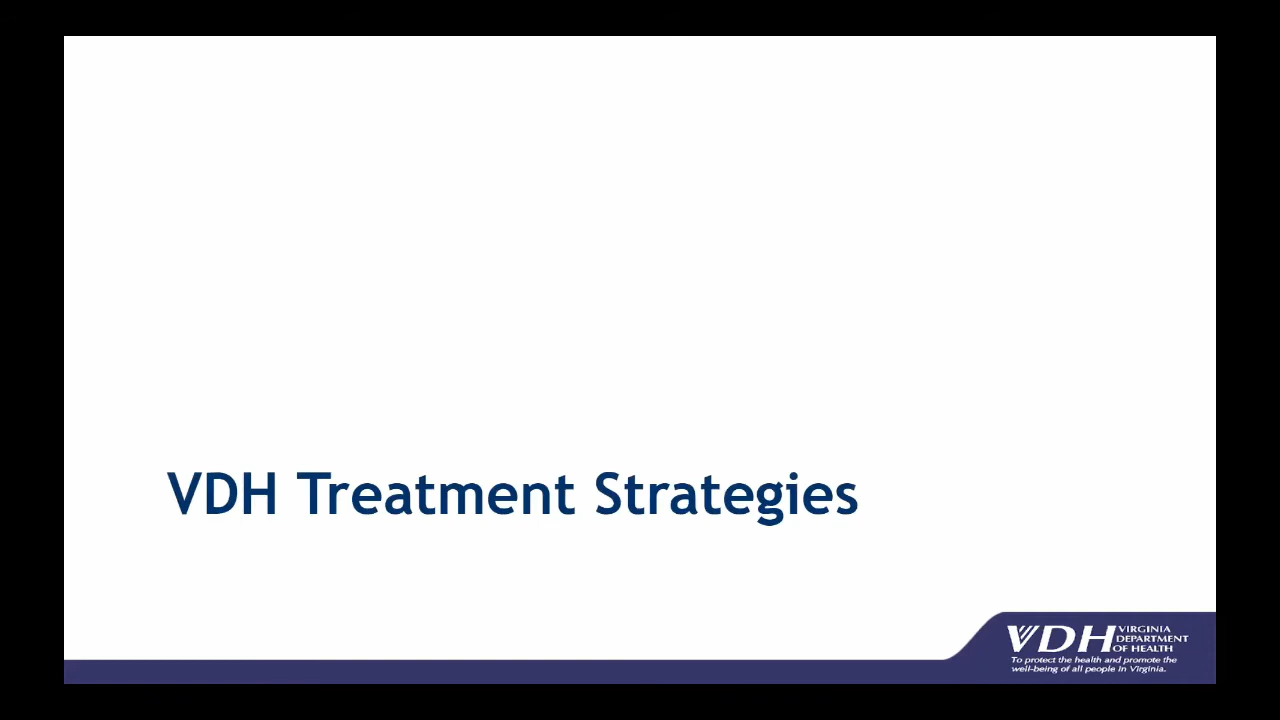 VDH Treatment Strategies
VDH VIRGINIA
DEPARTMENT
OF HEALTH
To protect the health and promote the
well-being of all people in Virginia.